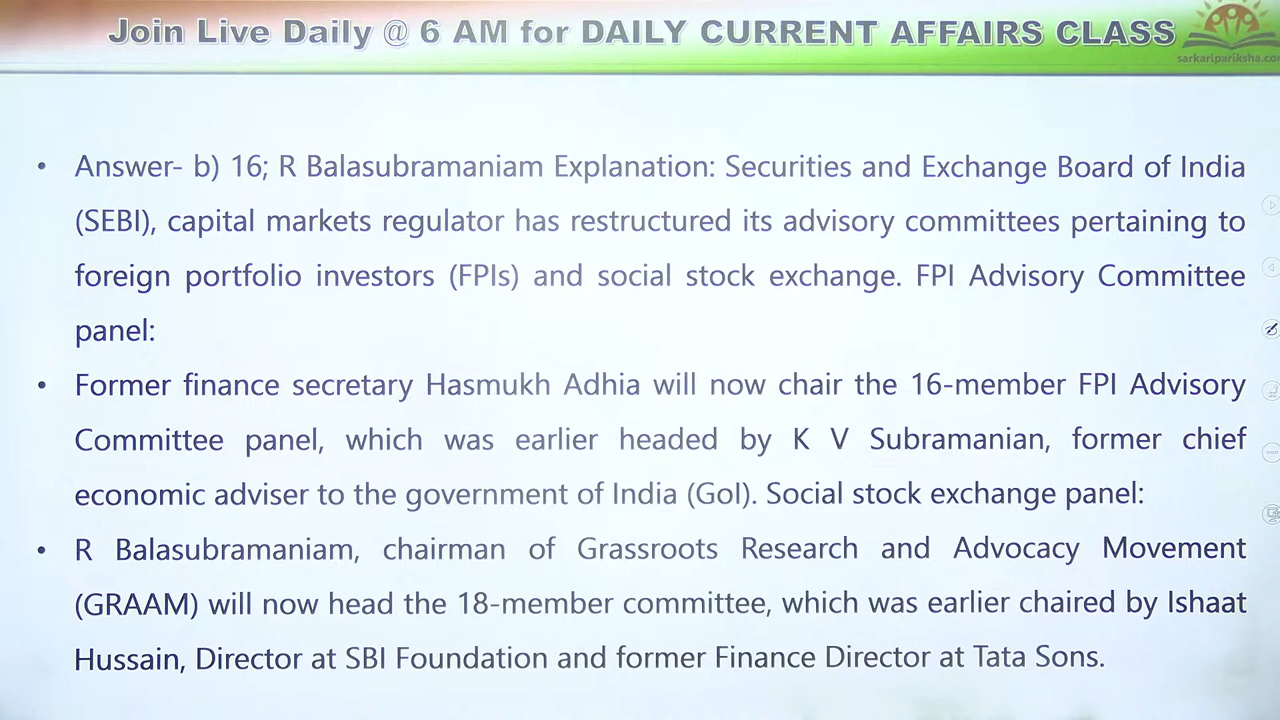 Join Live Daily @ 6 AM for DAILY CURRENT AFFAIRS CLASS
sarkaripariksha.com
• Answer- b) 16; R Balasubramaniam Explanation: Securities and Exchange Board of India
(SEBI), capital markets regulator has restructured its advisory committees pertaining to
foreign portfolio investors (FPIs) and social stock exchange. FPI Advisory Committee
panel:
• Former finance secretary Hasmukh Adhia will now chair the 16-member FPI Advisory
Committee panel, which was earlier headed by K V Subramanian, former chief
economic adviser to the government of India (GoI). Social stock exchange panel:
• R Balasubramaniam, chairman of Grassroots Research and Advocacy Movement
(GRAAM) will now head the 18-member committee, which was earlier chaired by Ishaat
Hussain, Director at SBI Foundation and former Finance Director at Tata Sons.